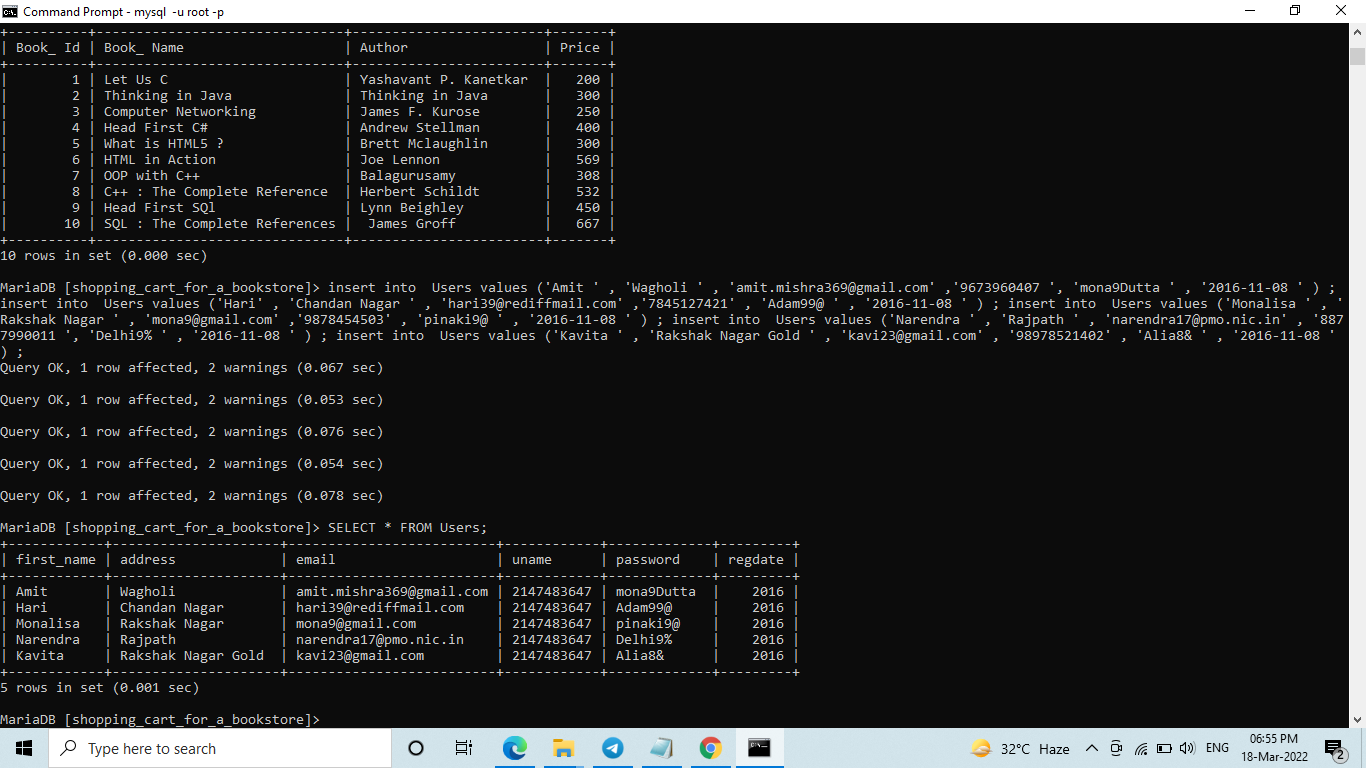 Command Prompt - mysql -u root -p
+----------+-------------------------------+------------------------+-------+
| Book_ Id | Book_ Name                    | Author                 | Price |
+----------+-------------------------------+------------------------+-------+
|        1 | Let Us C                      | Yashavant P. Kanetkar  |   200 |
|        2 | Thinking in Java              | Thinking in Java       |   300 |
|        3 | Computer Networking           | James F. Kurose        |   250 |
|        4 | Head First C#                 | Andrew Stellman        |   400 |
|        5 | What is HTML5 ?               | Brett Mclaughlin       |   300 |
|        6 | HTML in Action                | Joe Lennon             |   569 |
|        7 | OOP with C++                  | Balagurusamy           |   308 |
|        8 | C++ : The Complete Reference  | Herbert Schildt        |   532 |
|        9 | Head First SQl                | Lynn Beighley          |   450 |
|       10 | SQL : The Complete References |  James Groff           |   667 |
+----------+-------------------------------+------------------------+-------+
10 rows in set (0.000 sec)
MariaDB [shopping_cart_for_a_bookstore]> insert into  Users values ('Amit ' , 'Wagholi ' , 'amit.mishra369@gmail.com' ,'9673960407 ', 'mona9Dutta ' , '2016-11-08 ' ) ;
insert into  Users values ('Hari' , 'Chandan Nagar ' , 'hari39@rediffmail.com' ,'7845127421' , 'Adam99@ ' , '2016-11-08 ' ) ; insert into  Users values ('Monalisa ' , '
Rakshak Nagar ' , 'mona9@gmail.com' ,'9878454503' , 'pinaki9@ ' , '2016-11-08 ' ) ; insert into  Users values ('Narendra ' , 'Rajpath ' , 'narendra17@pmo.nic.in' , '887
7990011 ', 'Delhi9% ' , '2016-11-08 ' ) ; insert into  Users values ('Kavita ' , 'Rakshak Nagar Gold ' , 'kavi23@gmail.com' , '98978521402' , 'Alia8& ' , '2016-11-08 '
) ;
Query OK, 1 row affected, 2 warnings (0.067 sec)
Query OK, 1 row affected, 2 warnings (0.053 sec)
Query OK, 1 row affected, 2 warnings (0.076 sec)
Query OK, 1 row affected, 2 warnings (0.054 sec)
Query OK, 1 row affected, 2 warnings (0.078 sec)
MariaDB [shopping_cart_for_a_bookstore]> SELECT * FROM Users;
+------------+--------------------+--------------------------+------------+------------+---------+
| first_name | address            | email                    | uname      | password   | regdate |
+------------+--------------------+--------------------------+------------+------------+---------+
| Amit       | Wagholi            | amit.mishra369@gmail.com | 2147483647 | mona9Dutta |    2016 |
| Hari       | Chandan Nagar      | hari39@rediffmail.com    | 2147483647 | Adam99@    |    2016 |
| Monalisa   | Rakshak Nagar      | mona9@gmail.com          | 2147483647 | pinaki9@   |    2016 |
| Narendra   | Rajpath            | narendra17@pmo.nic.in    | 2147483647 | Delhi9%    |    2016 |
| Kavita     | Rakshak Nagar Gold | kavi23@gmail.com         | 2147483647 | Alia8&     |    2016 |
+------------+--------------------+--------------------------+------------+------------+---------+
5 rows in set (0.001 sec)
MariaDB [shopping_cart_for_a_bookstore]>
Type here to search
32°C Haze
ENG
06:55 PM
18-Mar-2022
2